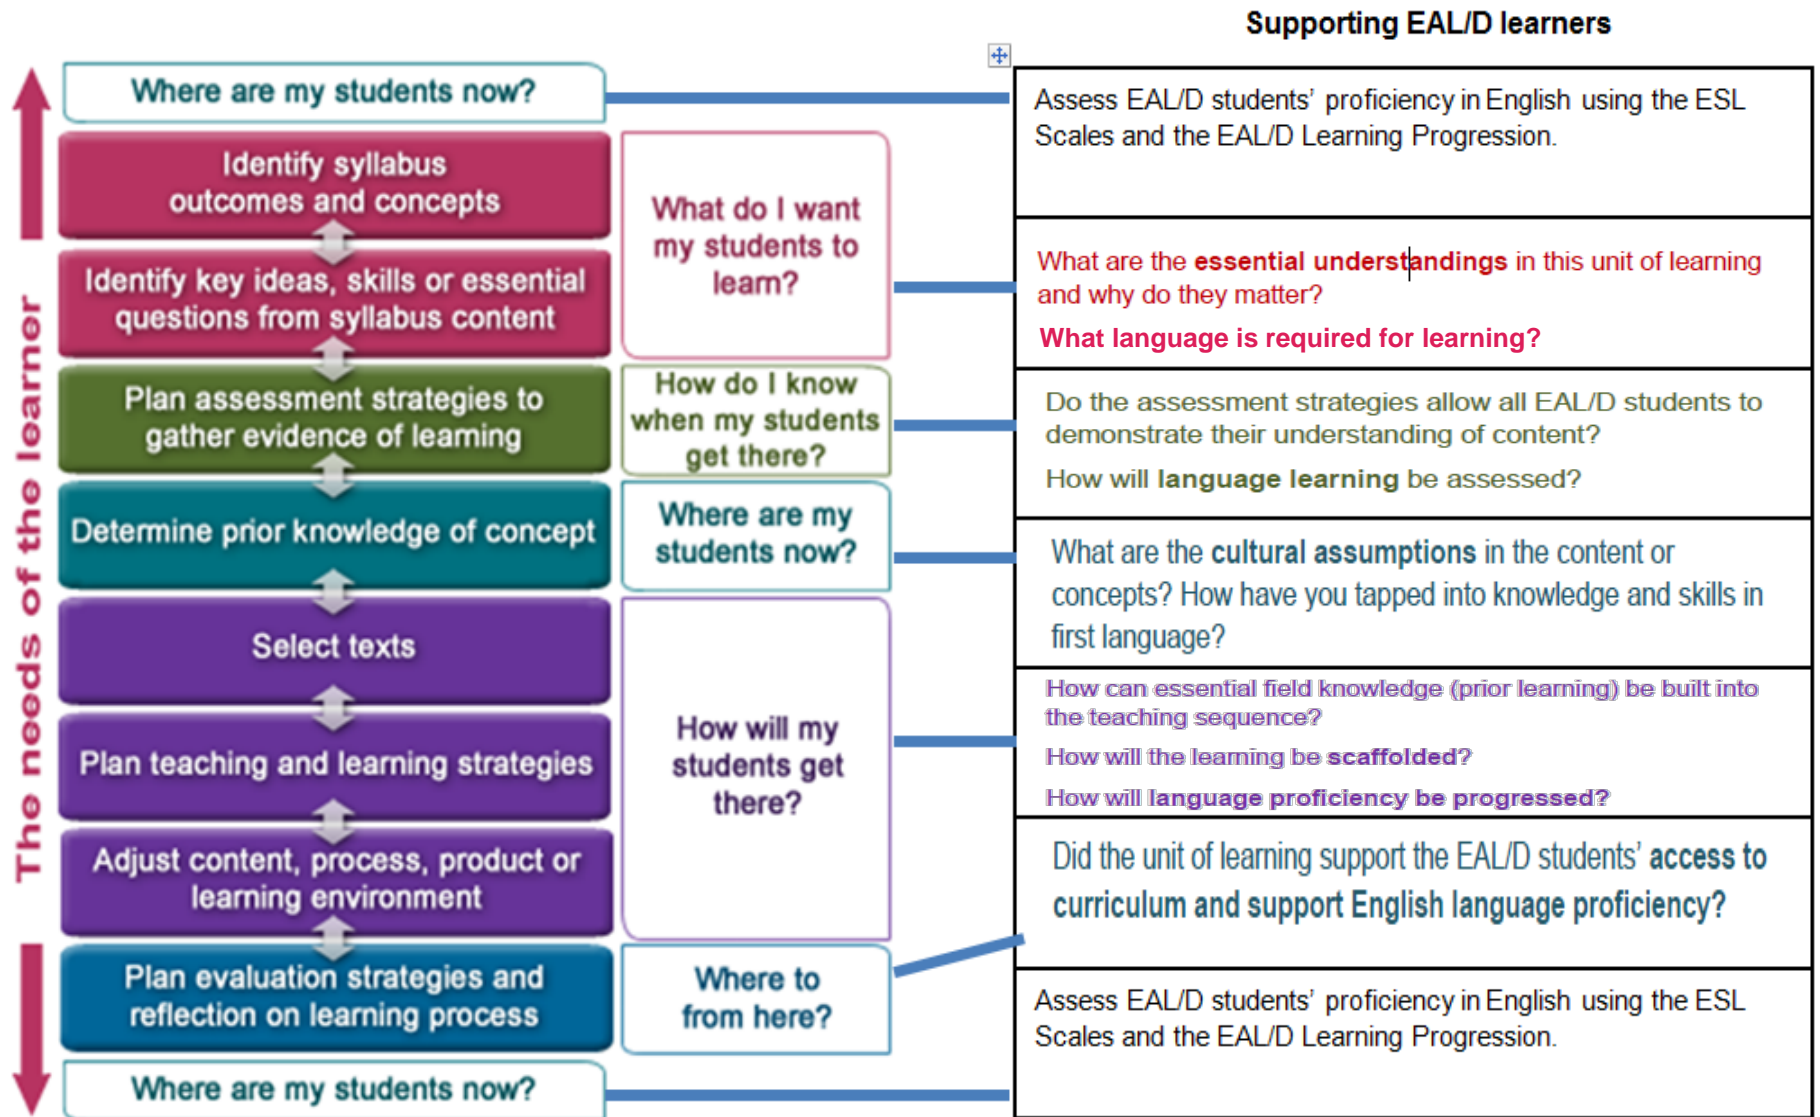 Supporting EAL/D learners
The needs of the learner
Where are my students now?
Identify syllabus
outcomes and concepts
Identify key ideas, skills or essential
questions from syllabus content
What do I want
my students to
learn?
Plan assessment strategies to
gather evidence of learning
How do I know
when my students
get there?
Determine prior knowledge of concept
Where are my
students now?
Select texts
Plan teaching and learning strategies
Adjust content, process, product or
learning environment
How will my
students get
there?
Plan evaluation strategies and
reflection on learning process
Where to
from here?
Where are my students now?
Assess EAL/D students’ proficiency in English using the ESL
Scales and the EAL/D Learning Progression.
What are the essential understandings in this unit of learning
and why do they matter?
What language is required for learning?
Do the assessment strategies allow all EAL/D students to
demonstrate their understanding of content?
How will language learning be assessed?
What are the cultural assumptions in the content or
concepts? How have you tapped into knowledge and skills in
first language?
How can essential field knowledge (prior learning) be built into
the teaching sequence?
How will the learning be scaffolded?
How will language proficiency be progressed?
Did the unit of learning support the EAL/D students’ access to
curriculum and support English language proficiency?
Assess EAL/D students’ proficiency in English using the ESL
Scales and the EAL/D Learning Progression.